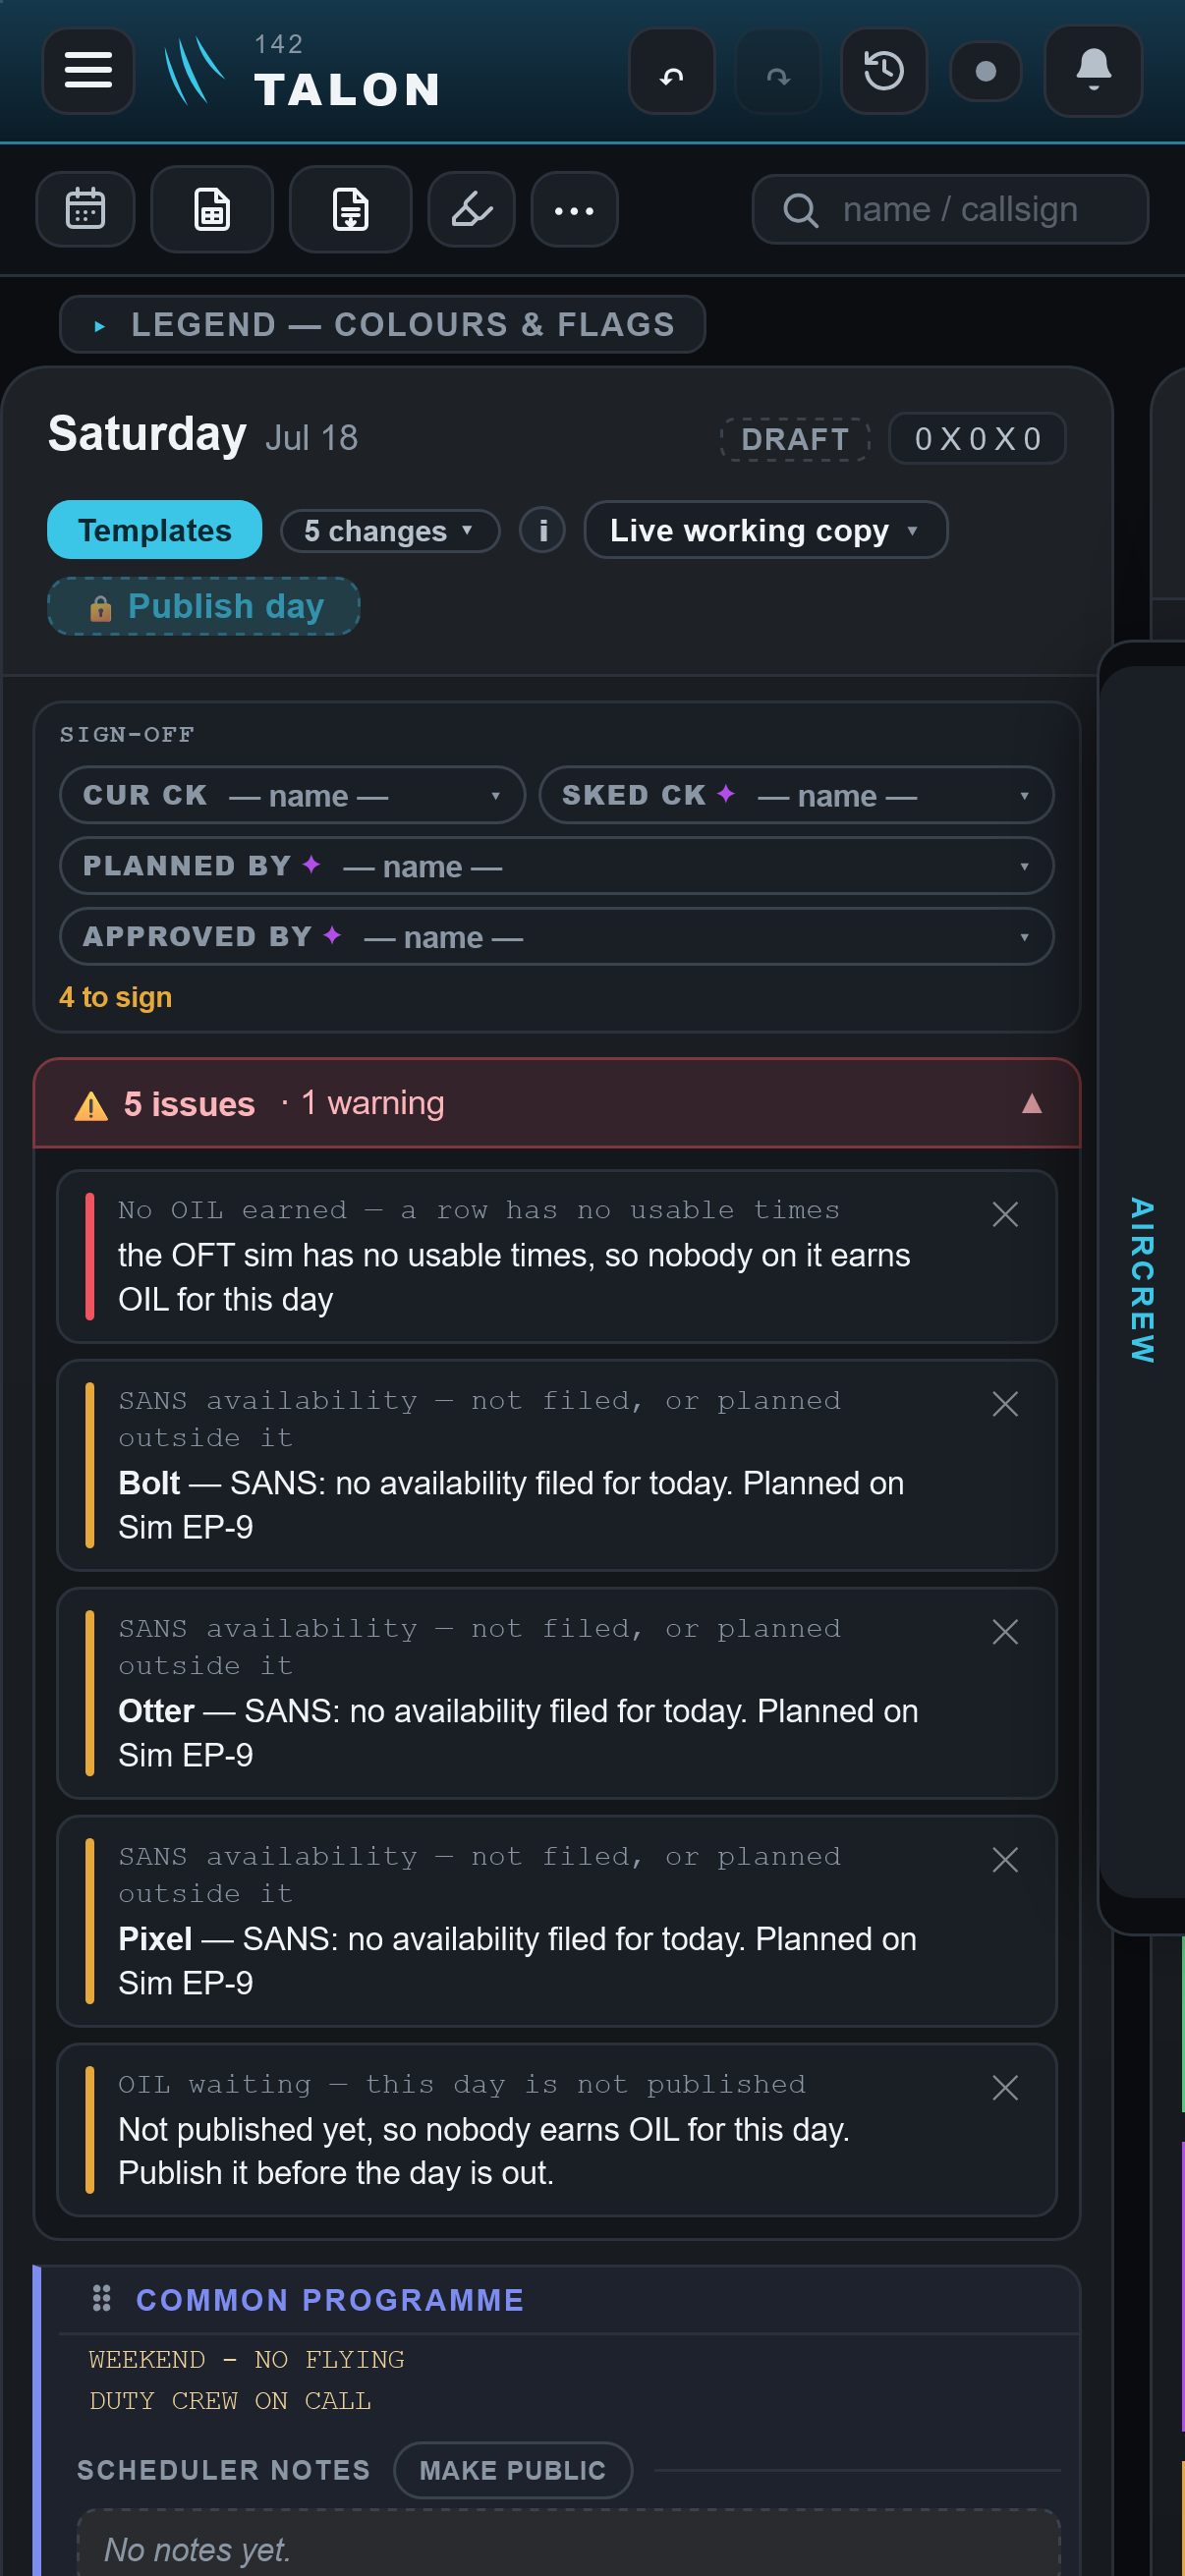 142
TALON
name / callsign
▸ LEGEND — COLOURS & FLAGS
Saturday Jul 18
DRAFT
0 X 0 X 0
Templates
5 changes ▾
i
Live working copy ▾
🔒 Publish day
SIGN-OFF
CUR CK — name — ▾
SKED CK ✦ — name — ▾
PLANNED BY ✦ — name — ▾
APPROVED BY ✦ — name — ▾
4 to sign
⚠️ 5 issues · 1 warning ▲
No OIL earned — a row has no usable times
the OFT sim has no usable times, so nobody on it earns
OIL for this day
SANS availability — not filed, or planned
outside it
Bolt — SANS: no availability filed for today. Planned on
Sim EP-9
SANS availability — not filed, or planned
outside it
Otter — SANS: no availability filed for today. Planned on
Sim EP-9
SANS availability — not filed, or planned
outside it
Pixel — SANS: no availability filed for today. Planned on
Sim EP-9
OIL waiting — this day is not published
Not published yet, so nobody earns OIL for this day.
Publish it before the day is out.
AIRCREW
COMMON PROGRAMME
WEEKEND - NO FLYING
DUTY CREW ON CALL
SCHEDULER NOTES
MAKE PUBLIC
No notes yet.